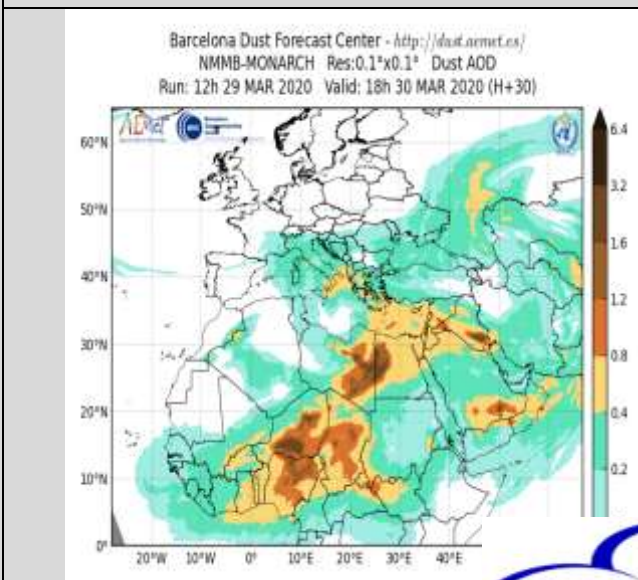 Barcelona Dust Forecast Center - http://dust.aemet.es/
NMMB-MONARCH Res:0.1°x0.1° Dust AOD
Run: 12h 29 MAR 2020 Valid: 18h 30 MAR 2020 (H+30)
60°N
50°N
40°N
30°N
20°N
10°N
0°
20°W 10°W 0° 10°E 20°E 30°E 40°E
6.4
3.2
1.6
1.2
0.8
0.4
0.2